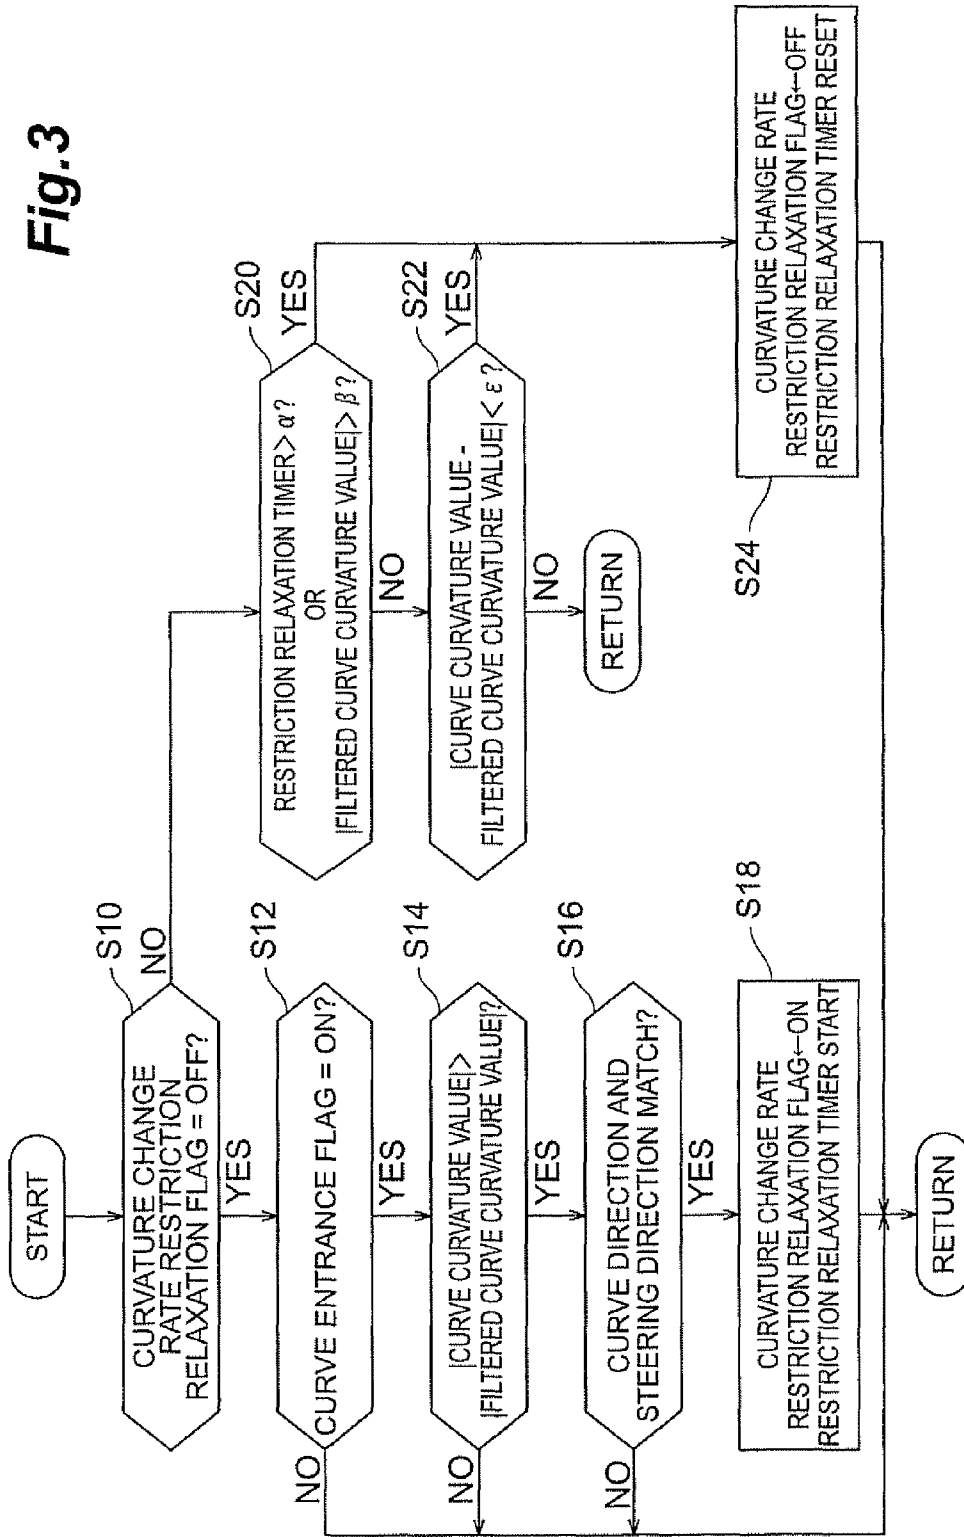 Fig.3
START
S10
CURVATURE CHANGE
RATE RESTRICTION
RELAXATION FLAG = OFF?
NO
YES
S12
CURVE ENTRANCE FLAG = ON?
NO
YES
S14
|CURVE CURVATURE VALUE|>
|FILTERED CURVE CURVATURE VALUE|?
NO
YES
S16
CURVE DIRECTION AND
STEERING DIRECTION MATCH?
NO
YES
S18
CURVATURE CHANGE RATE
RESTRICTION RELAXATION FLAG←ON
RESTRICTION RELAXATION TIMER START
RETURN
S20
RESTRICTION RELAXATION TIMER> α?
OR
|FILTERED CURVE CURVATURE VALUE|> β?
YES
NO
S22
|CURVE CURVATURE VALUE -
FILTERED CURVE CURVATURE VALUE|< ε?
YES
NO
RETURN
S24
CURVATURE CHANGE RATE
RESTRICTION RELAXATION FLAG←OFF
RESTRICTION RELAXATION TIMER RESET